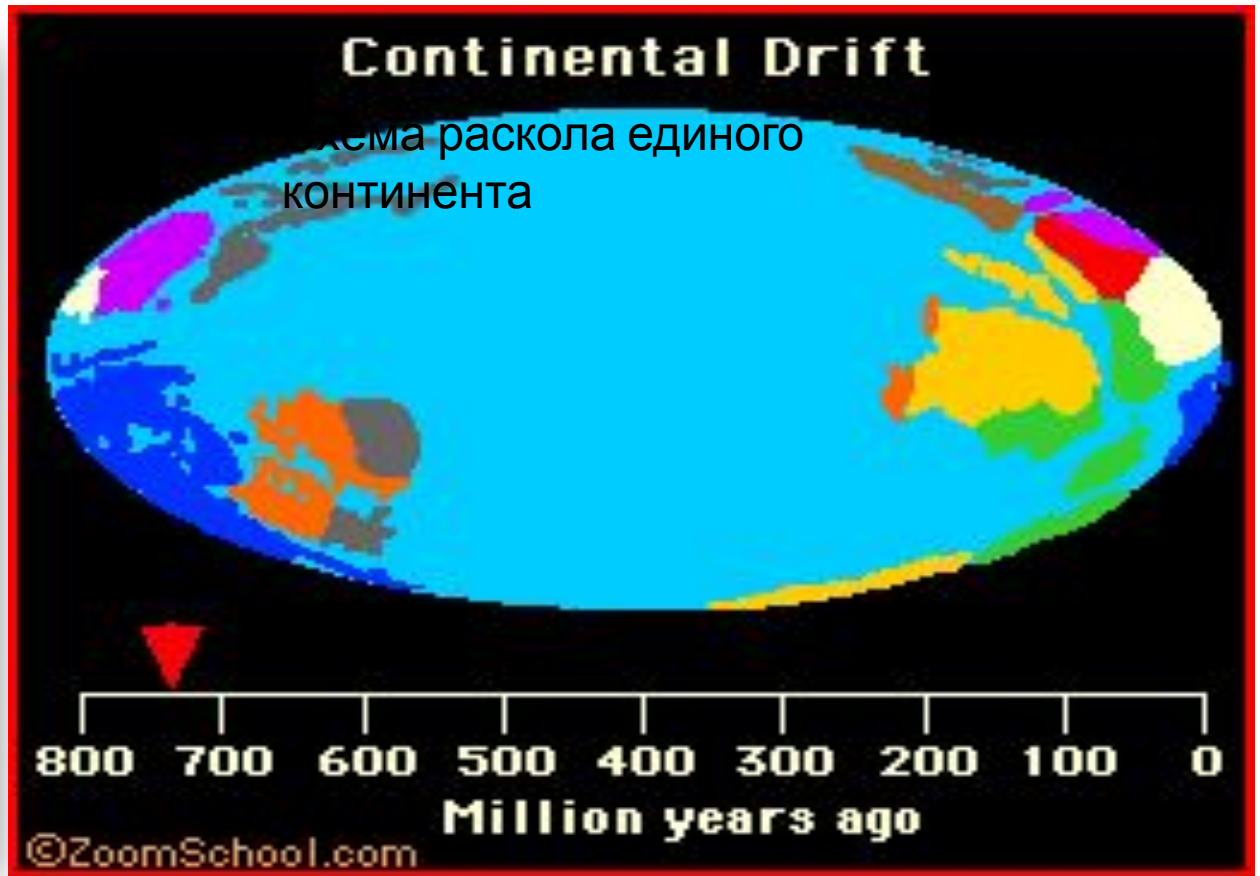 Continental Drift
раскола единого
континента
800 700 600 500 400 300 200 100 0
Million years ago
©ZoomSchool.com